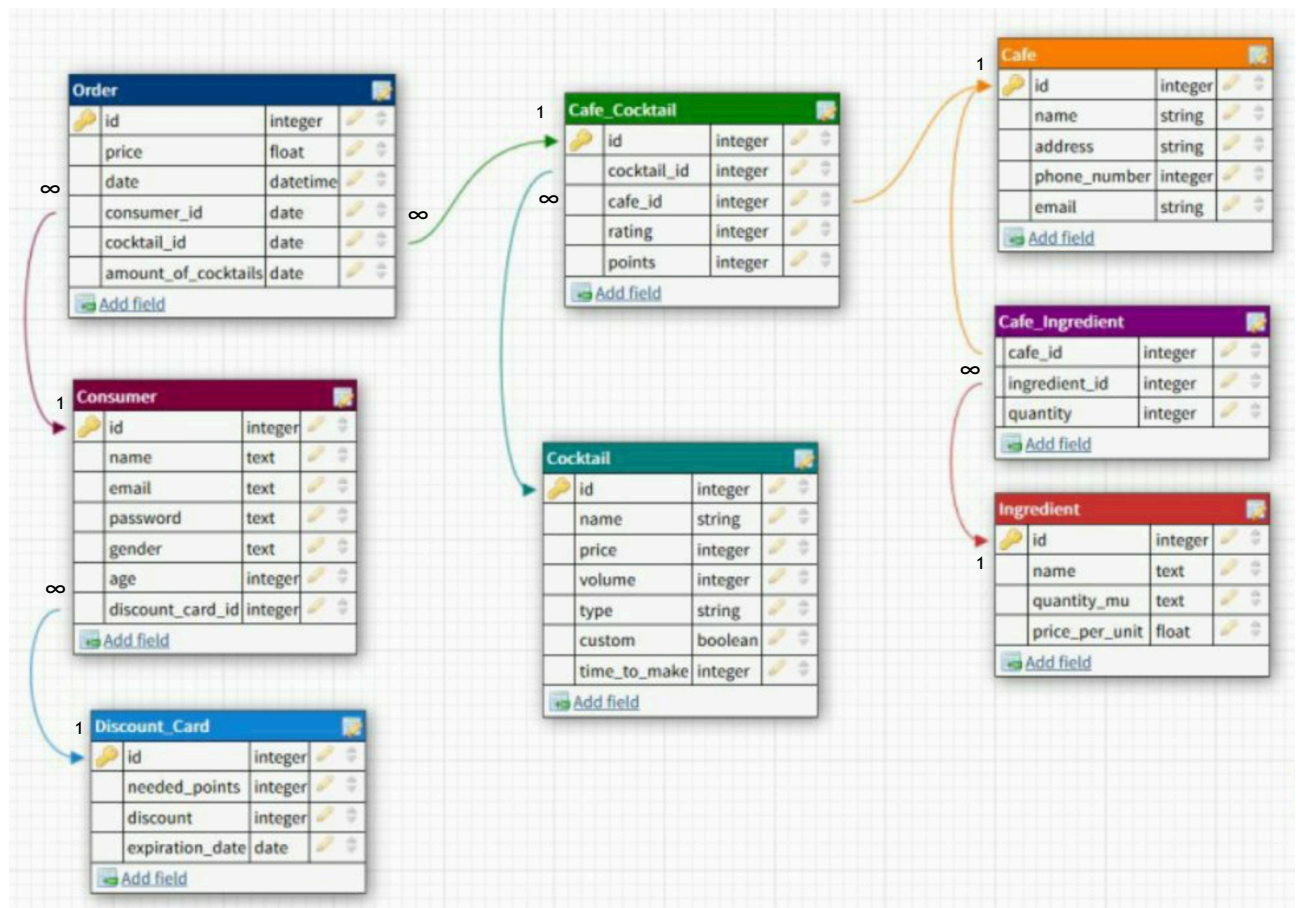 Order
id integer
price float
date datetime
consumer_id date
cocktail_id date
amount_of_cocktails date
Add field
∞
∞
1
Consumer
id integer
name text
email text
password text
gender text
age integer
discount_card_id integer
Add field
∞
1
Discount_Card
id integer
needed_points integer
discount integer
expiration_date date
Add field
1
Cafe_Cocktail
id integer
cocktail_id integer
cafe_id integer
rating integer
points integer
Add field
∞
Cocktail
id integer
name string
price integer
volume integer
type string
custom boolean
time_to_make integer
Add field
1
Cafe
id integer
name string
address string
phone_number integer
email string
Add field
Cafe_Ingredient
cafe_id integer
ingredient_id integer
quantity integer
Add field
∞
Ingredient
id integer
name text
quantity_mu text
price_per_unit float
Add field
1